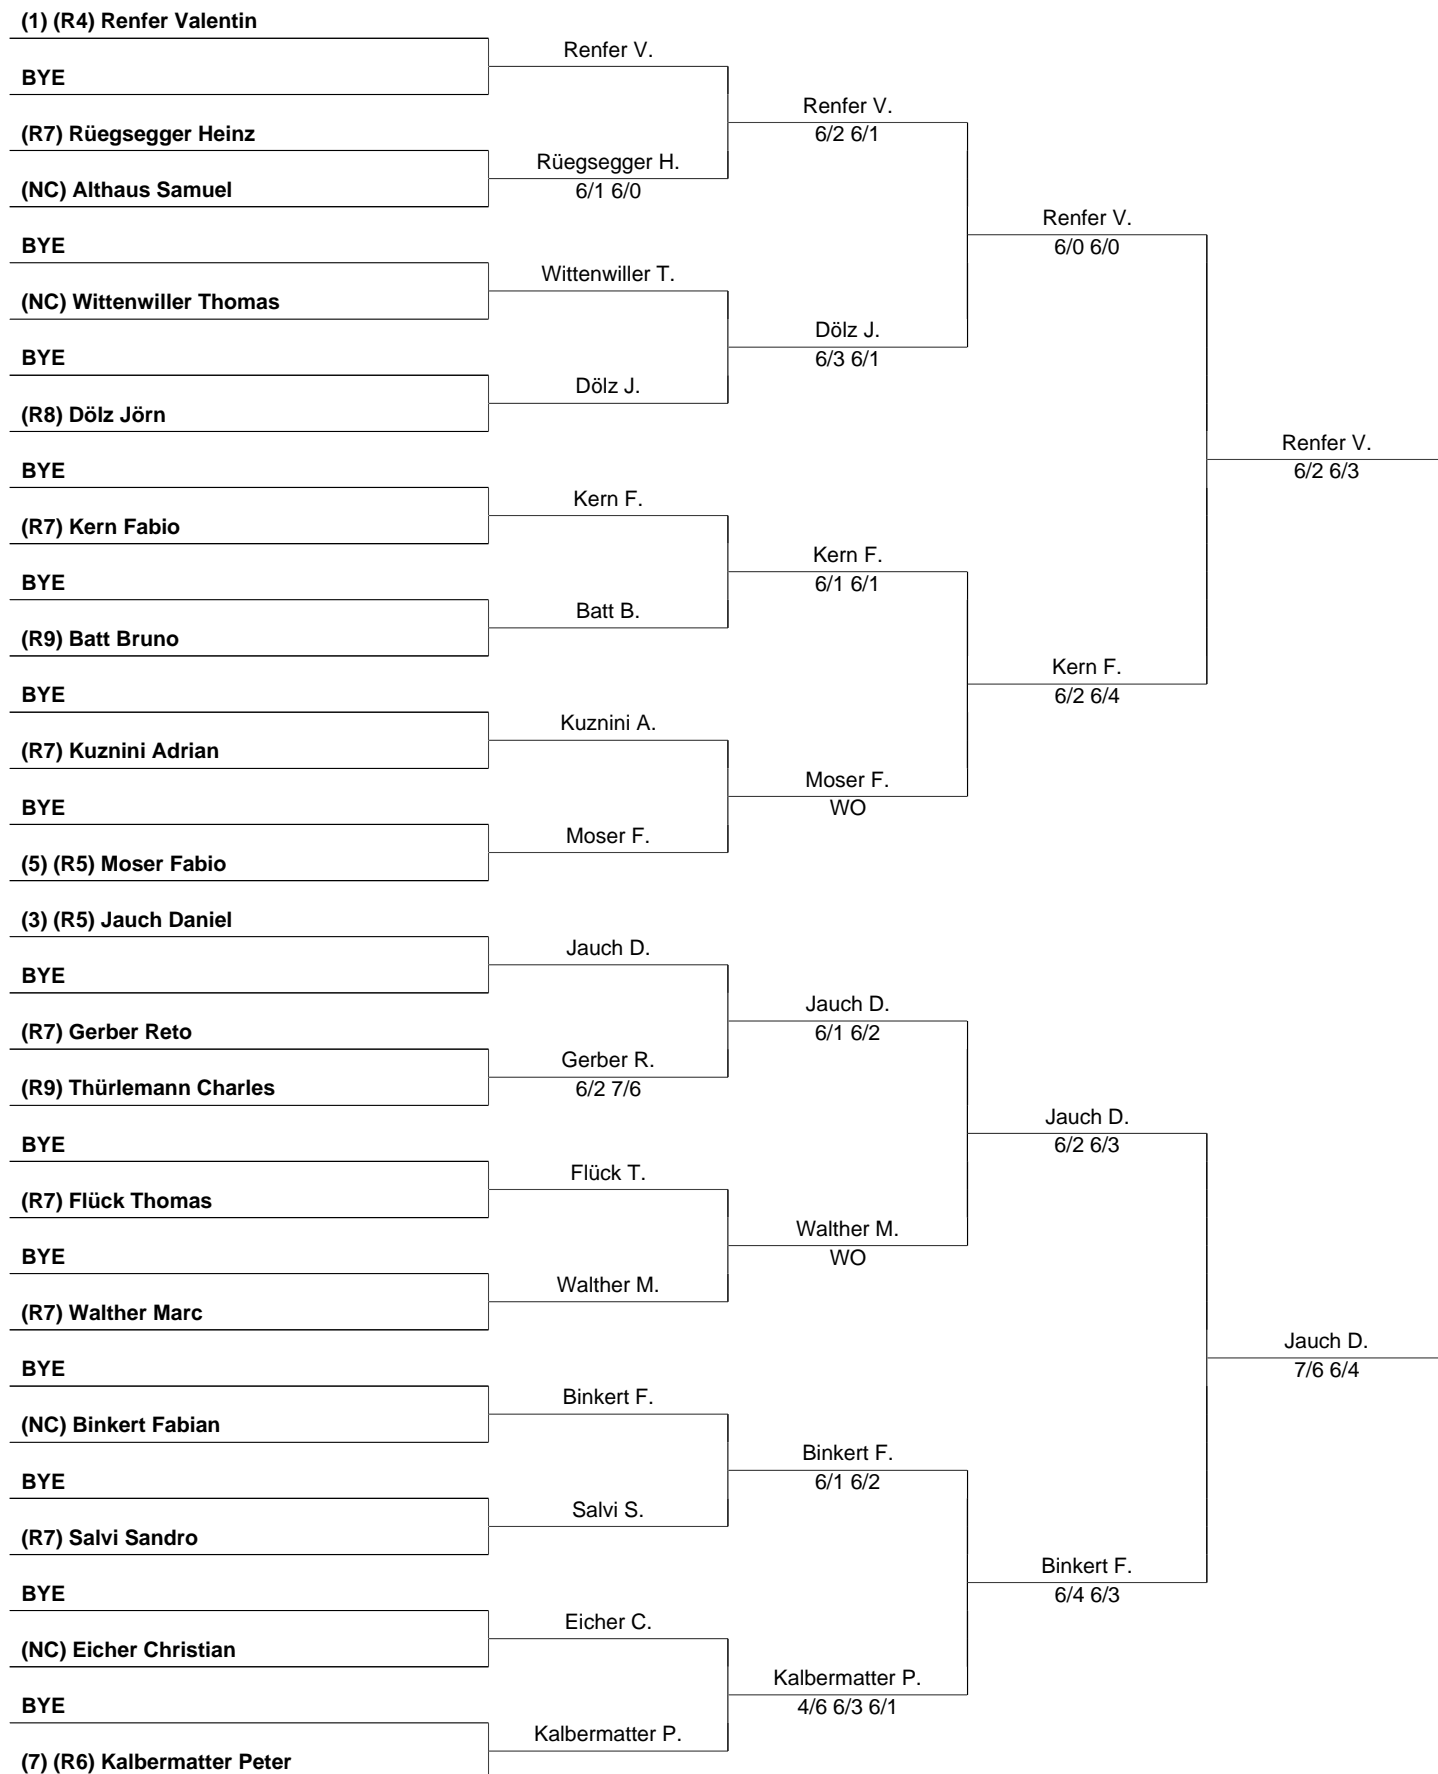 (1) (R4) Renfer Valentin
BYE
(R7) Rüegsegger Heinz
(NC) Althaus Samuel
BYE
(NC) Wittenwiller Thomas
BYE
(R8) Dölz Jörn
BYE
(R7) Kern Fabio
BYE
(R9) Batt Bruno
BYE
(R7) Kuznini Adrian
BYE
(5) (R5) Moser Fabio
(3) (R5) Jauch Daniel
BYE
(R7) Gerber Reto
(R9) Thürlemann Charles
BYE
(R7) Flück Thomas
BYE
(R7) Walther Marc
BYE
(NC) Binkert Fabian
BYE
(R7) Salvi Sandro
BYE
(NC) Eicher Christian
BYE
(7) (R6) Kalbermatter Peter
Renfer V.
Rüegsegger H.
6/1 6/0
Wittenwiller T.
Dölz J.
Kern F.
Batt B.
Kuznini A.
Moser F.
Jauch D.
Gerber R.
6/2 7/6
Flück T.
Walther M.
Binkert F.
Salvi S.
Eicher C.
Kalbermatter P.
Renfer V.
6/2 6/1
Dölz J.
6/3 6/1
Kern F.
6/1 6/1
Moser F.
WO
Jauch D.
6/1 6/2
Walther M.
WO
Binkert F.
6/1 6/2
Kalbermatter P.
4/6 6/3 6/1
Renfer V.
6/0 6/0
Kern F.
6/2 6/4
Jauch D.
6/2 6/3
Binkert F.
6/4 6/3
Renfer V.
6/2 6/3
Jauch D.
7/6 6/4